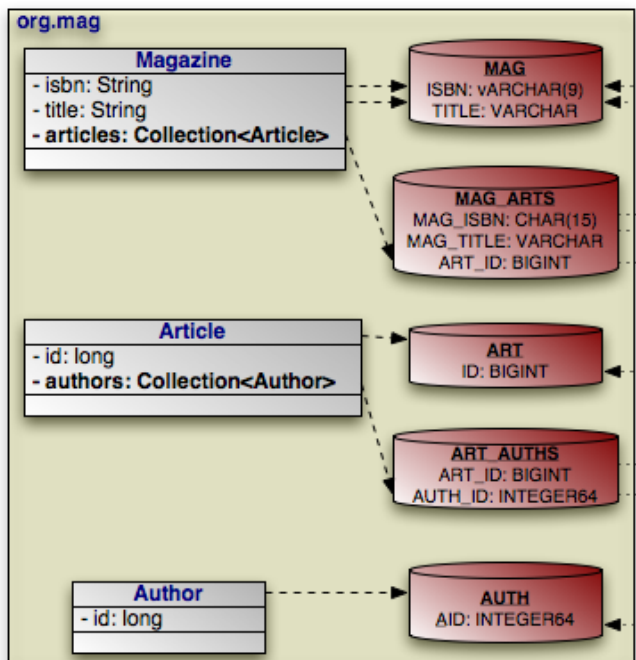 org.mag
Magazine
- isbn: String
- title: String
- articles: Collection<Article>
MAG
ISBN: vARCHAR(9)
TITLE: VARCHAR
MAG_ARTS
MAG_ISBN: CHAR(15)
MAG_TITLE: VARCHAR
ART_ID: BIGINT
Article
- id: long
- authors: Collection<Author>
ART
ID: BIGINT
ART_AUTHS
ART_ID: BIGINT
AUTH_ID: INTEGER64
Author
- id: long
AUTH
AID: INTEGER64